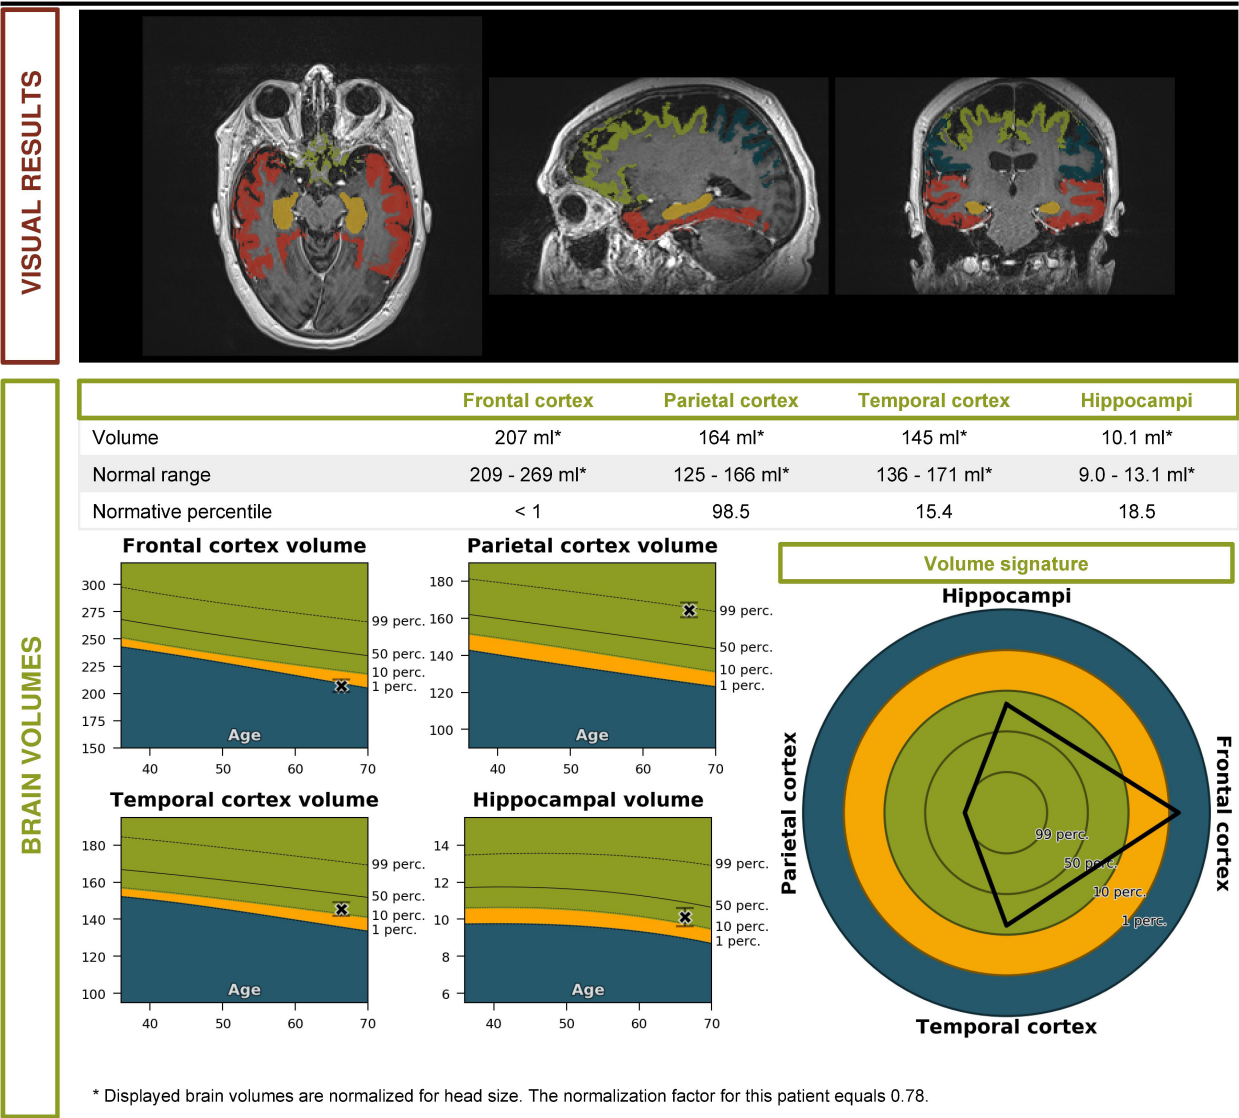 VISUAL RESULTS
BRAIN VOLUMES
Frontal cortex Parietal cortex Temporal cortex Hippocampi
Volume 207 ml* 164 ml* 145 ml* 10.1 ml*
Normal range 209 - 269 ml* 125 - 166 ml* 136 - 171 ml* 9.0 - 13.1 ml*
Normative percentile < 1 98.5 15.4 18.5
Frontal cortex volume
300
275
250
225
200
175
150
99 perc.
50 perc.
10 perc.
1 perc.
Age
40 50 60 70
Parietal cortex volume
180
160
140
120
100
99 perc.
50 perc.
10 perc.
1 perc.
Age
40 50 60 70
Temporal cortex volume
180
160
140
120
100
99 perc.
50 perc.
10 perc.
1 perc.
Age
40 50 60 70
Hippocampal volume
14
12
10
8
6
99 perc.
50 perc.
10 perc.
1 perc.
Age
40 50 60 70
Volume signature
Hippocampi
Parietal cortex
Frontal cortex
99 perc.
50 perc.
10 perc.
1 perc.
Temporal cortex
* Displayed brain volumes are normalized for head size. The normalization factor for this patient equals 0.78.